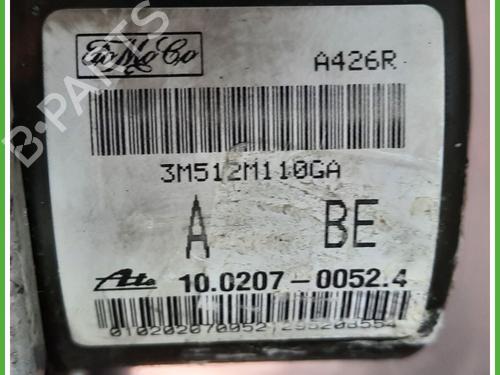 FoMoCo A426R
3M512M110GA
A BE
Ate 10.0207-0052.4
B-PARTS